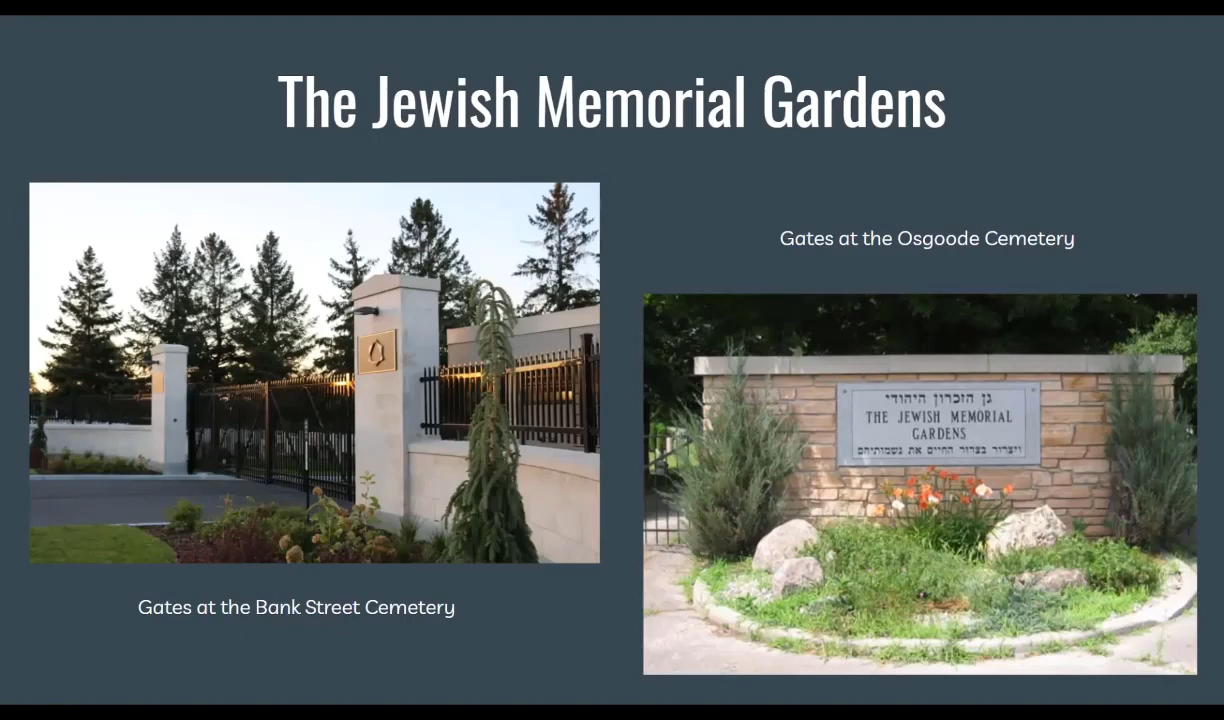 The Jewish Memorial Gardens
Gates at the Osgoode Cemetery
גן הזכרון היהודי
THE JEWISH MEMORIAL
GARDENS
ויצרור בצרור החיים את נשמותיהם
Gates at the Bank Street Cemetery